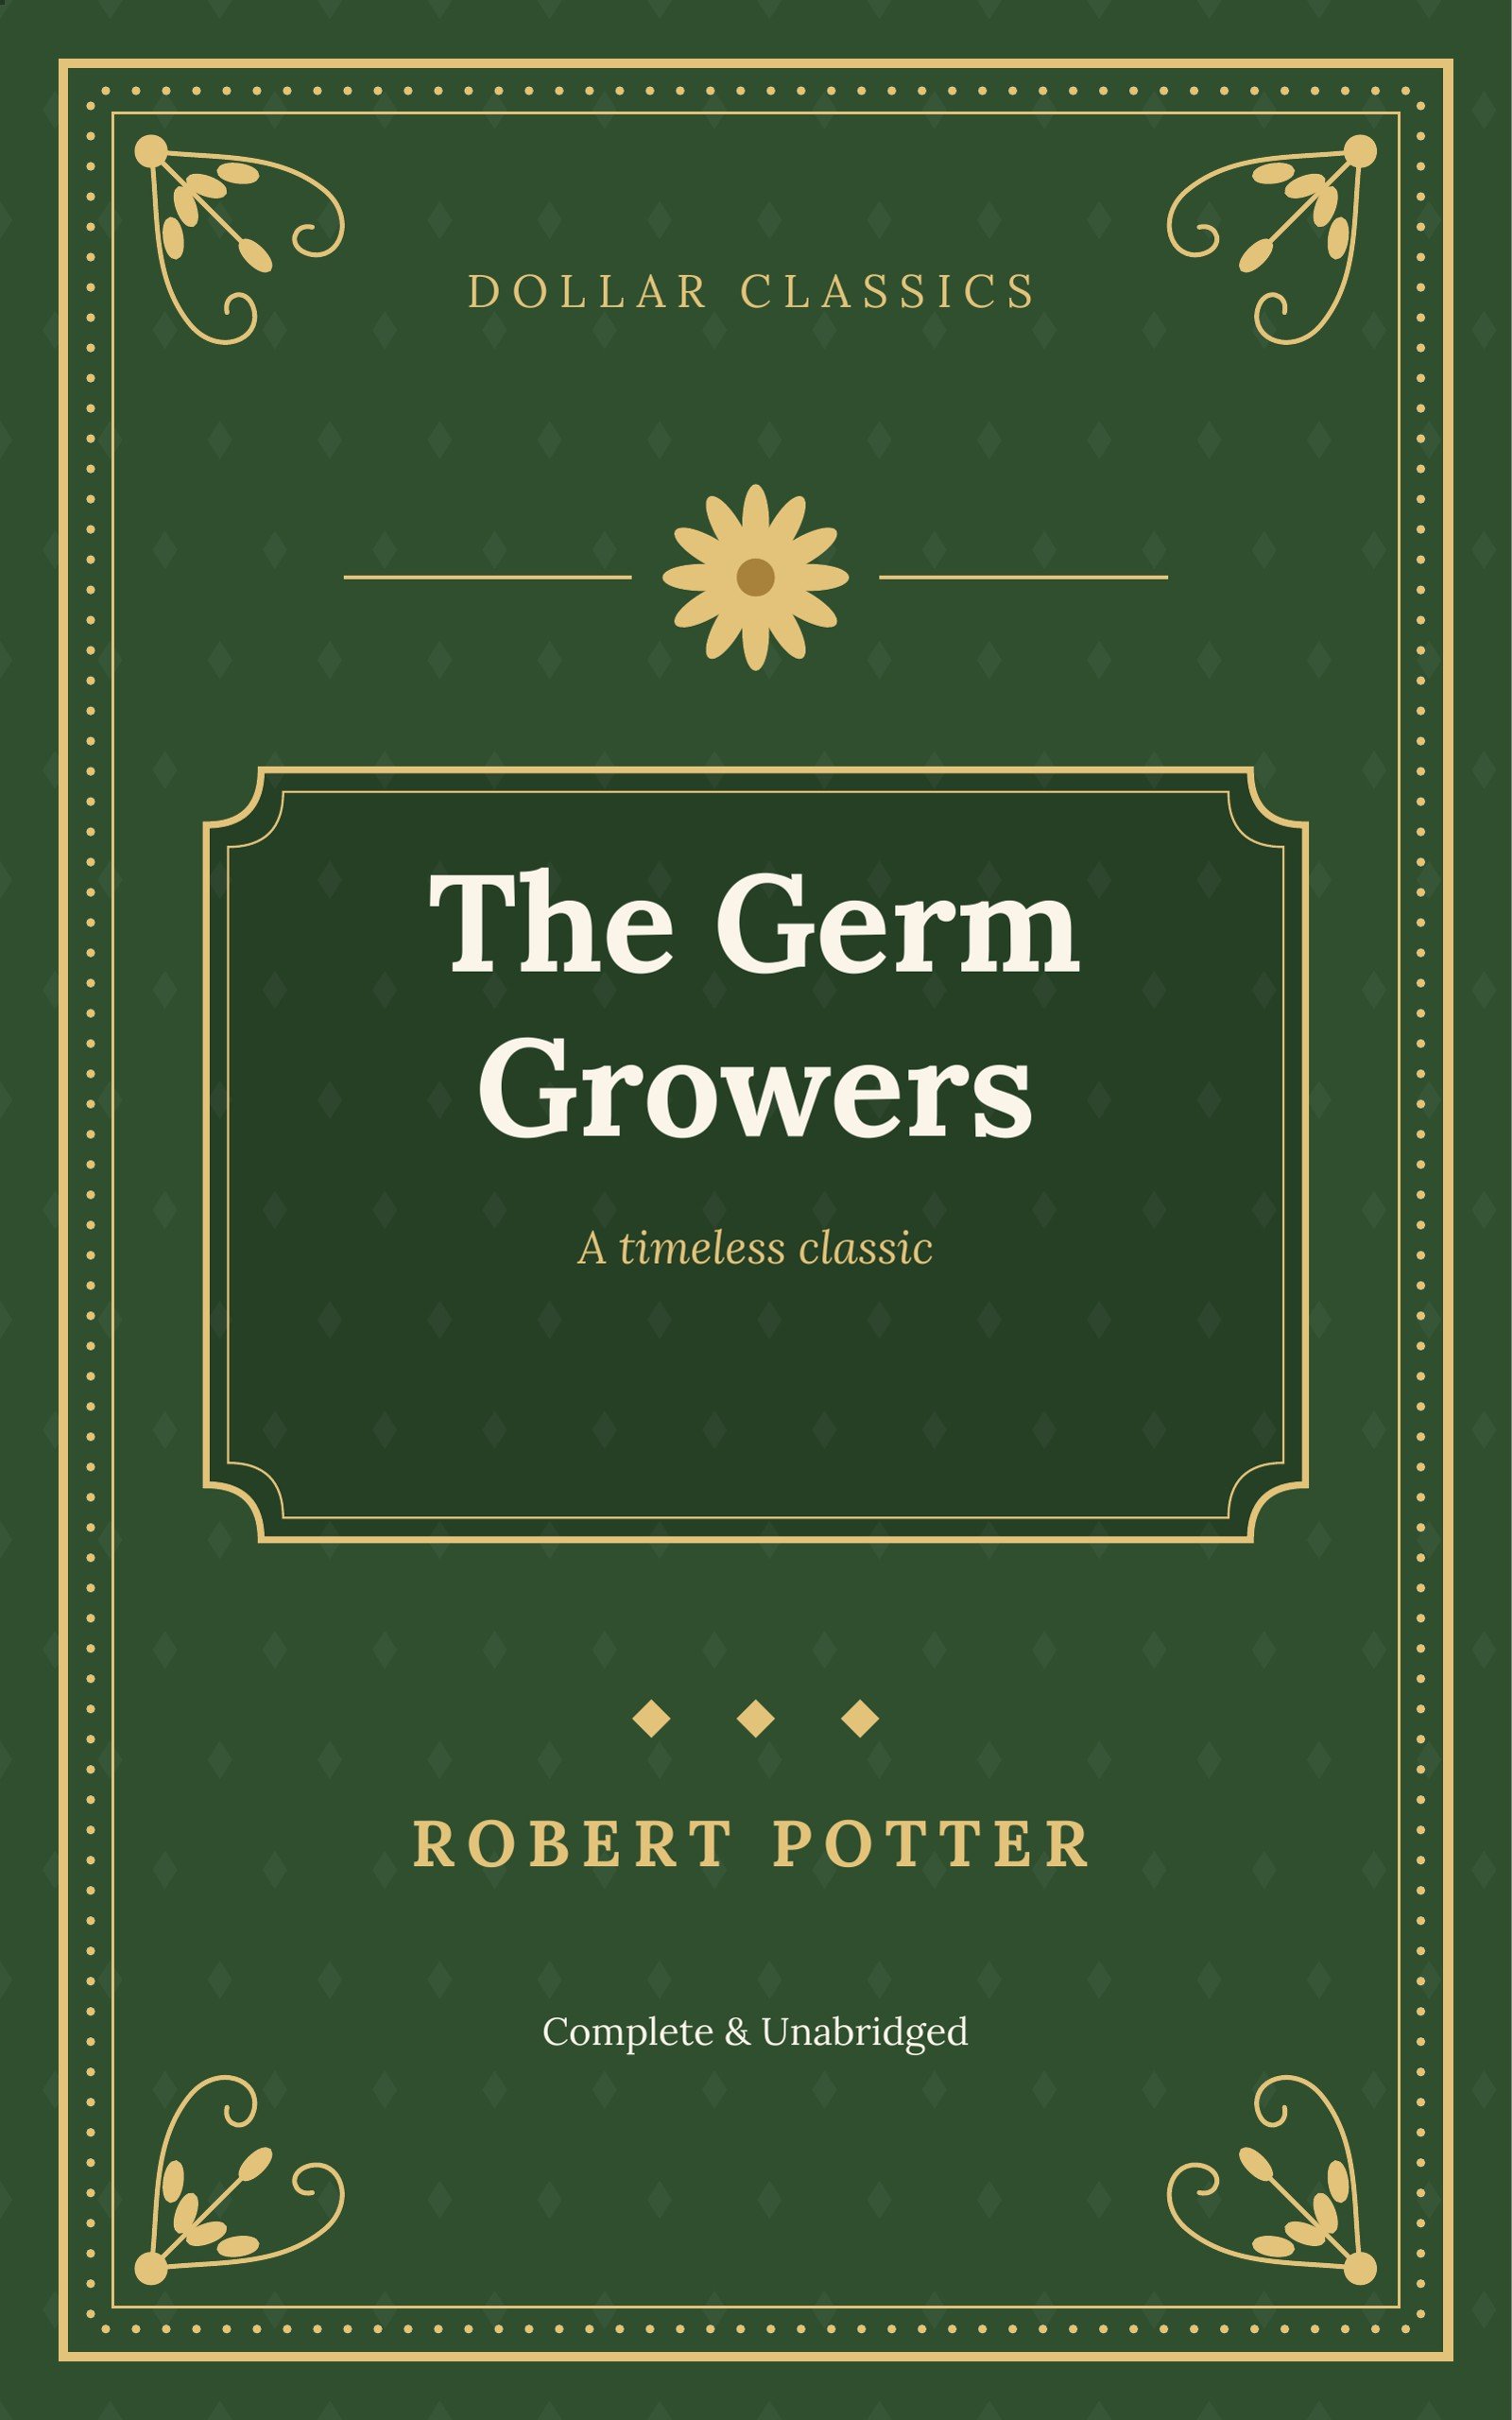 DOLLAR CLASSICS
The Germ
Growers
A timeless classic
ROBERT POTTER
Complete & Unabridged